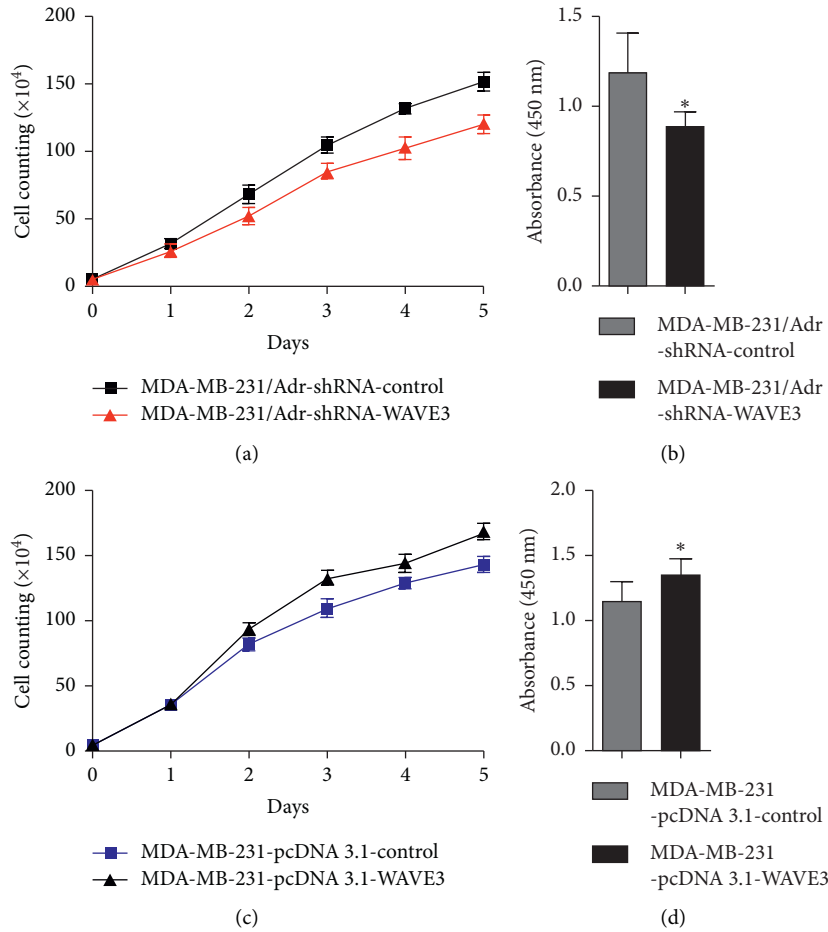 200
150
100
50
0
Cell counting (×10⁴)
0 1 2 3 4 5
Days
MDA-MB-231/Adr-shRNA-control
MDA-MB-231/Adr-shRNA-WAVE3
(a)
1.5
1.0
0.5
0.0
Absorbance (450 nm)
*
MDA-MB-231/Adr
-shRNA-control
MDA-MB-231/Adr
-shRNA-WAVE3
(b)
200
150
100
50
0
Cell counting (×10⁴)
0 1 2 3 4 5
Days
MDA-MB-231-pcDNA 3.1-control
MDA-MB-231-pcDNA 3.1-WAVE3
(c)
2.0
1.5
1.0
0.5
0.0
Absorbance (450 nm)
*
MDA-MB-231
-pcDNA 3.1-control
MDA-MB-231
-pcDNA 3.1-WAVE3
(d)